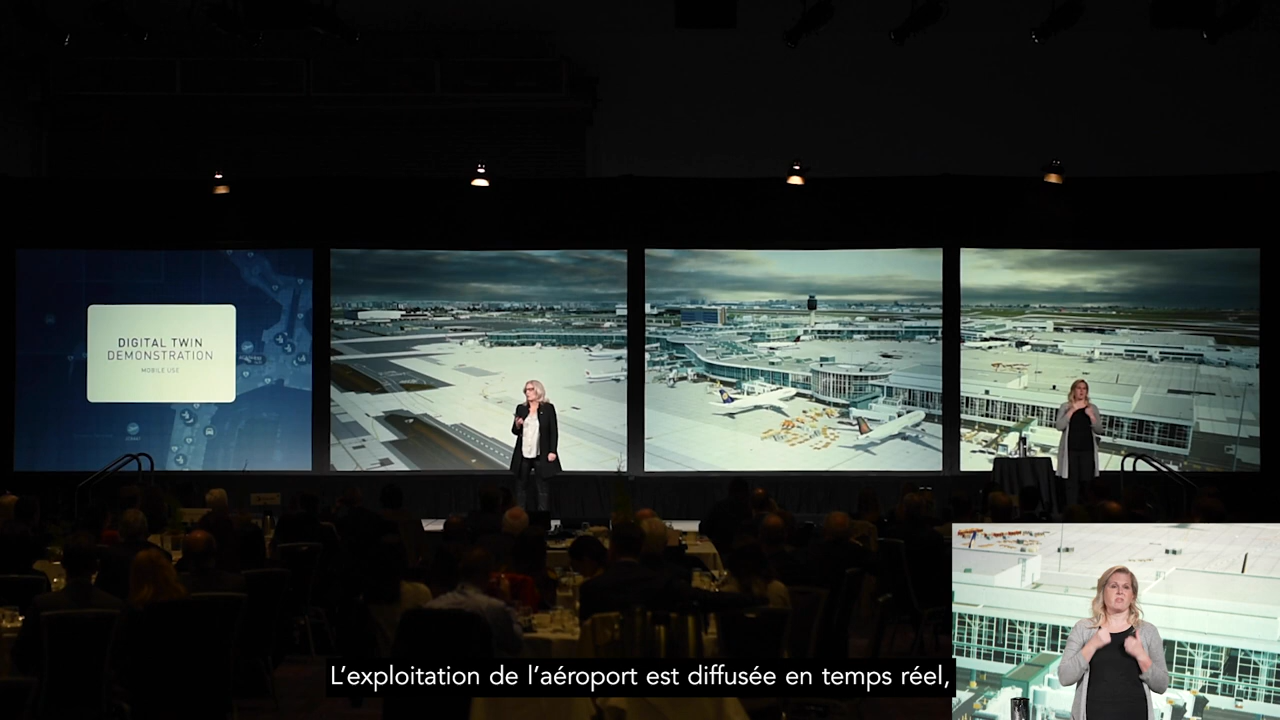 DIGITAL TWIN
DEMONSTRATION
MOBILE USE
L’exploitation de l’aéroport est diffusée en temps réel,